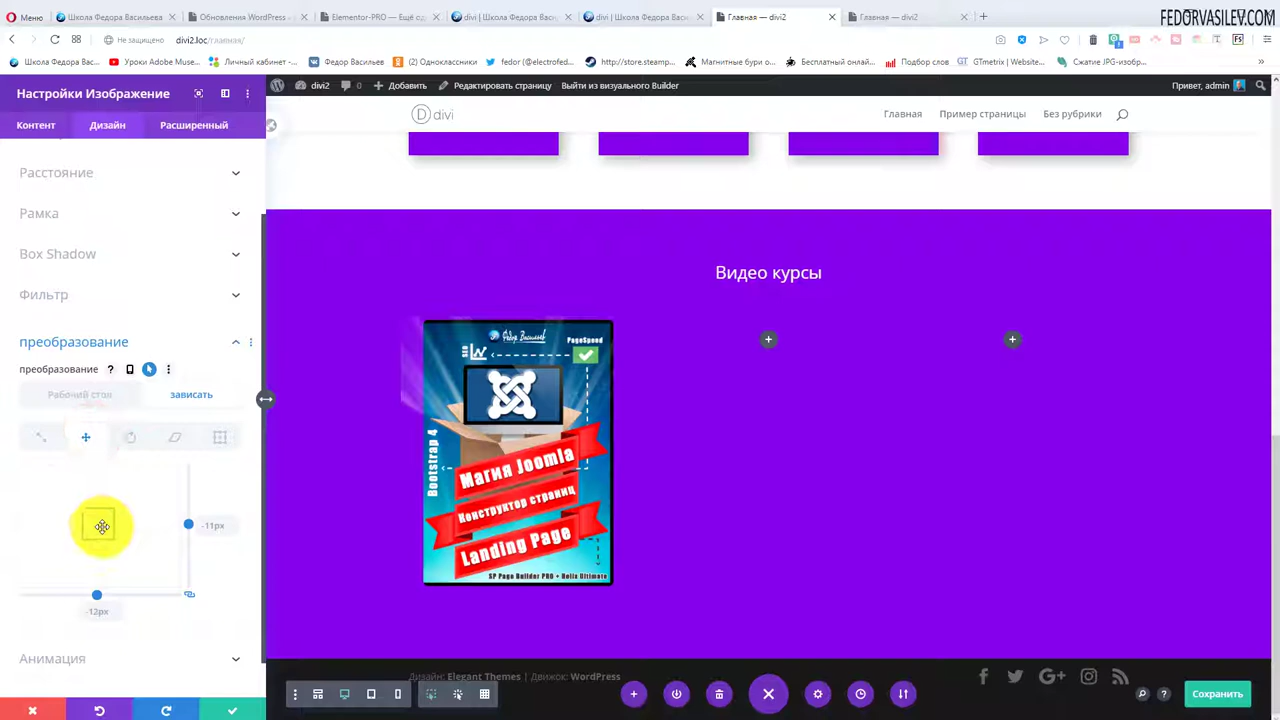 Меню
Школа Федора Васильева
Обновления WordPress —
Elementor-PRO — Ещё од
divi | Школа Федора Васи
divi | Школа Федора Васи
Главная — divi2
Главная — divi2
FEDORVASILEV.COM
Не защищено
divi2.loc/главная/
Школа Федора Вас...
Уроки Adobe Muse...
Личный кабинет -...
Федор Васильев
(2) Одноклассники
fedor (@electrofed...
http://store.steamp...
Магнитные бури о...
Бесплатный онлай...
Подбор слов
GTmetrix | Website...
Сжатие JPG-изобр...
Настройки Изображение
divi2
0
Добавить
Редактировать страницу
Выйти из визуального Builder
Привет, admin
Контент
Дизайн
Расширенный
divi
Главная
Пример страницы
Без рубрики
Расстояние
Рамка
Box Shadow
Фильтр
преобразование
преобразование
Рабочий стол
зависать
-11px
-12px
Анимация
Видео курсы
Федор Васильев
PageSpeed
SEO
Bootstrap 4
Магия Joomla
Конструктор страниц
Landing Page
SP Page Builder PRO + Helix Ultimate
Дизайн: Elegant Themes | Движок: WordPress
Сохранить